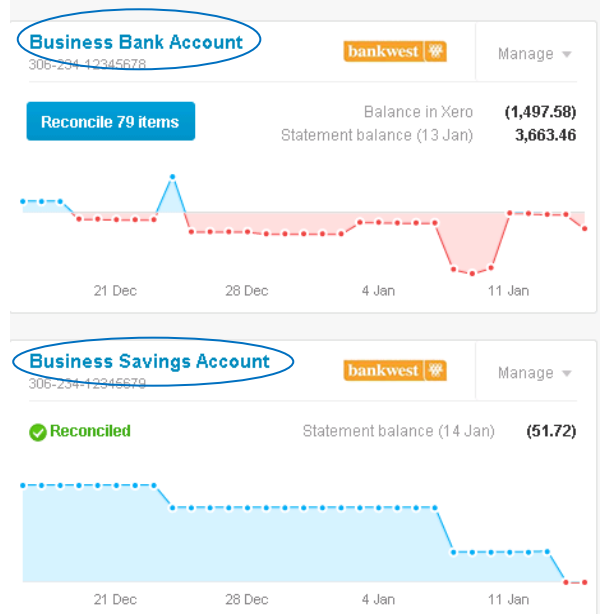 Business Bank Account
306-234-12345678
bankwest
Manage
Reconcile 79 items
Balance in Xero (1,497.58)
Statement balance (13 Jan) 3,663.46
21 Dec 28 Dec 4 Jan 11 Jan
Business Savings Account
306-234-12345679
bankwest
Manage
Reconciled
Statement balance (14 Jan) (51.72)
21 Dec 28 Dec 4 Jan 11 Jan